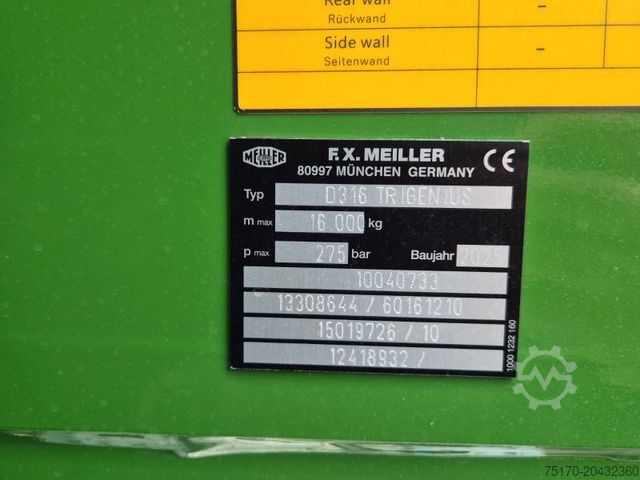 Rear wall
Rückwand
-
Side wall
Seitenwand
-
MEILLER
F.X. MEILLER
80997 MÜNCHEN GERMANY
CE
Typ D316 TRIGENIUS
m max 16.000 kg
p max 275 bar Baujahr 2025
10040733
13308644 / 60161210
15019726 / 10
12418932 /
1000 1232 160
75170-20432360